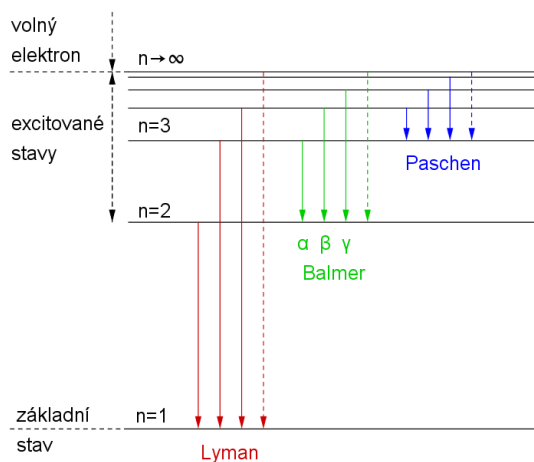 volný
elektron
n→∞
excitované
stavy
n=3
Paschen
n=2
α β γ
Balmer
základní
stav
n=1
Lyman